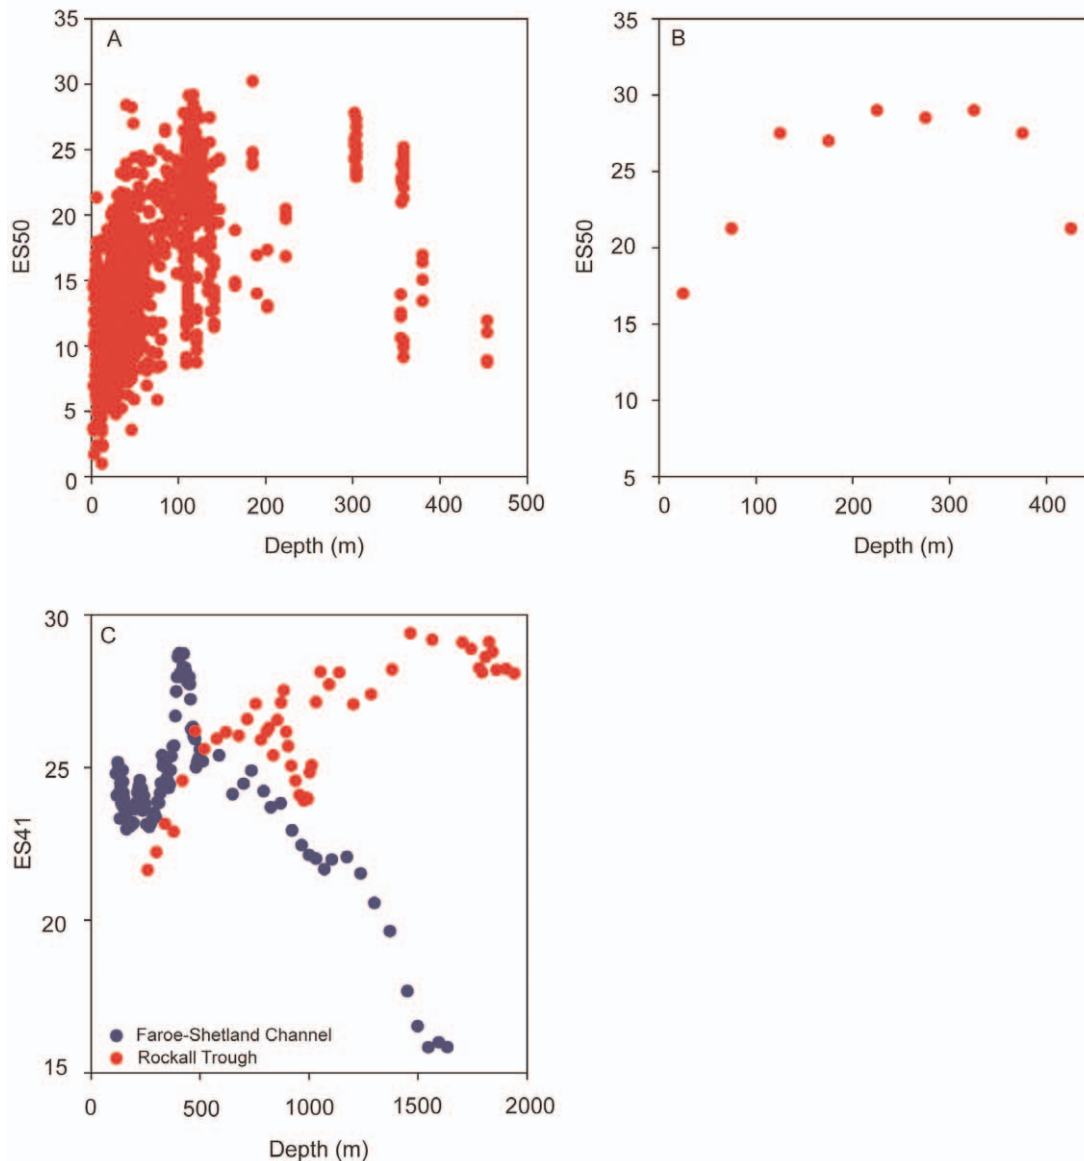 35
A
30
25
20
15
10
5
0
ES50
0 100 200 300 400 500
Depth (m)
35
B
30
25
20
15
10
5
ES50
0 100 200 300 400
Depth (m)
30
C
25
20
15
ES41
Faroe-Shetland Channel
Rockall Trough
0 500 1000 1500 2000
Depth (m)